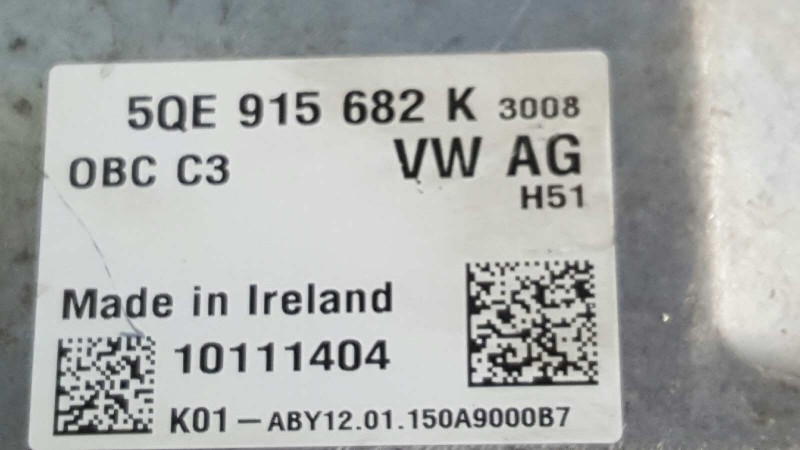 5QE 915 682 K 3008
OBC C3 VW AG
H51
Made in Ireland
10111404
K01-ABY12.01.150A9000B7